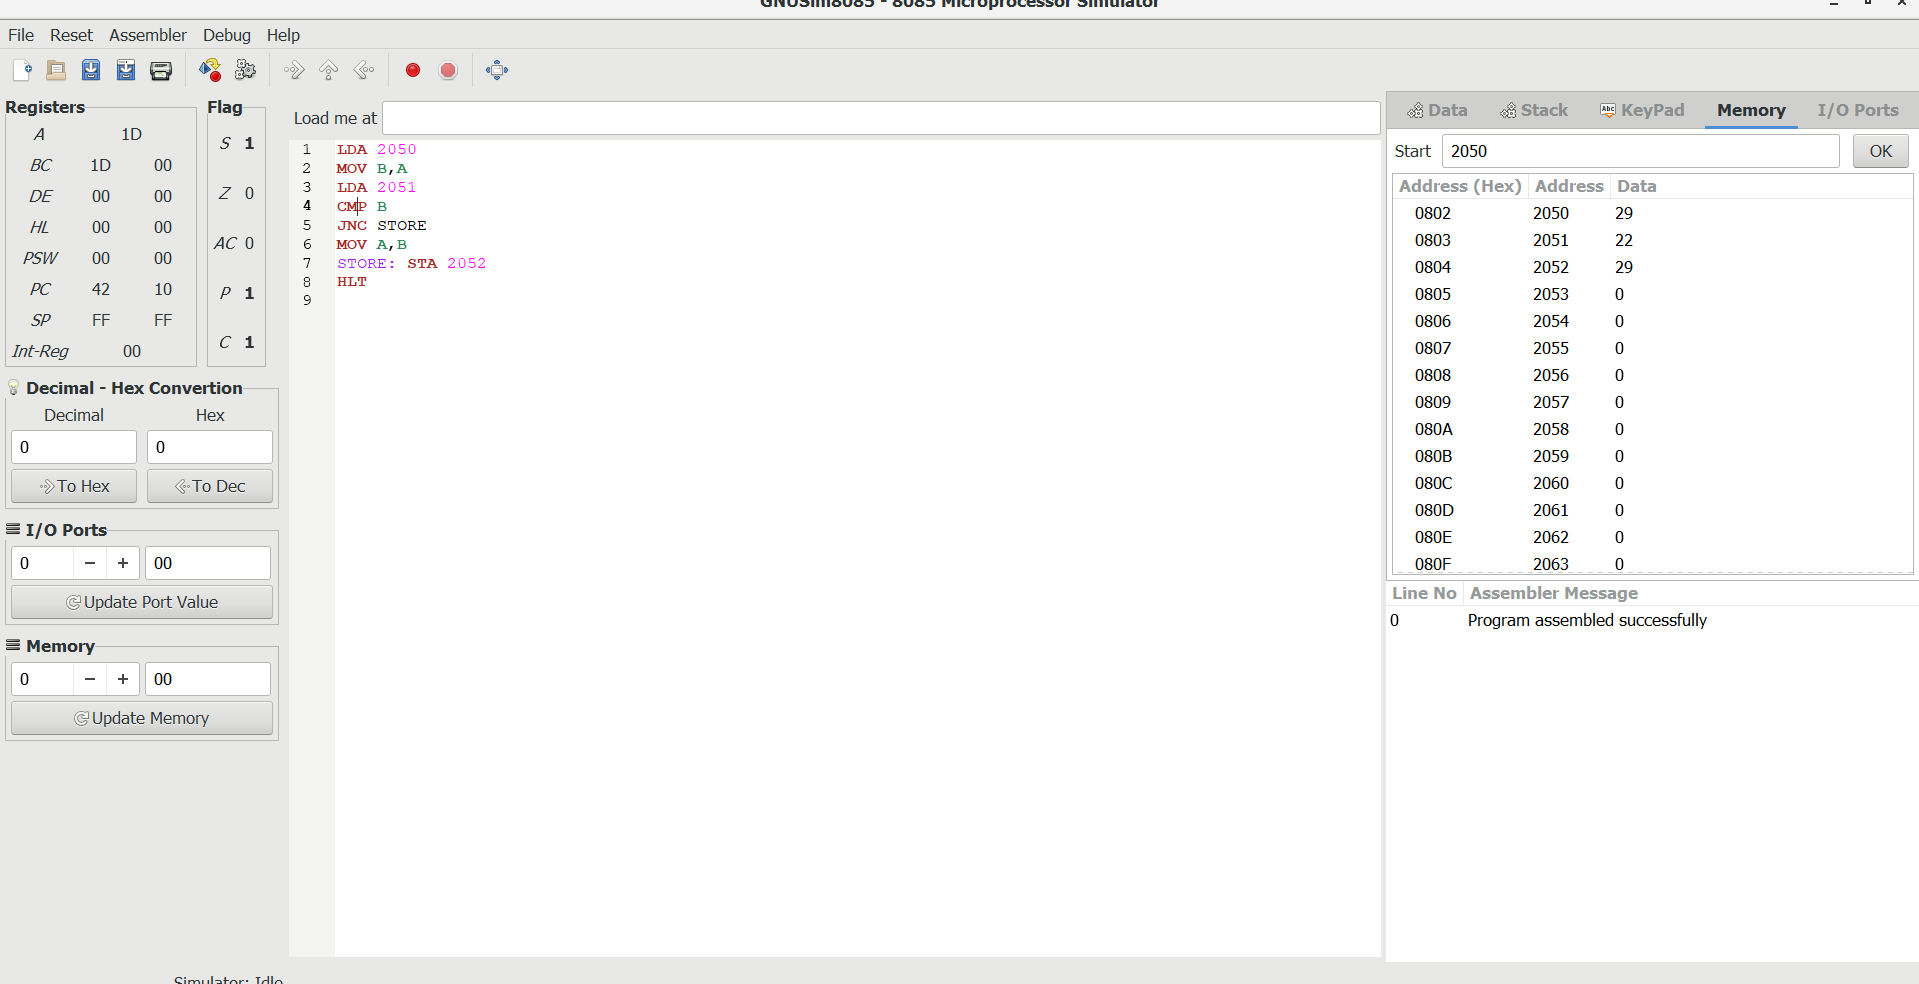 GNUSim8085 - 8085 Microprocessor Simulator
File Reset Assembler Debug Help
Registers
A 1D
BC 1D 00
DE 00 00
HL 00 00
PSW 00 00
PC 42 10
SP FF FF
Int-Reg 00
Flag
S 1
Z 0
AC 0
P 1
C 1
Decimal - Hex Convertion
Decimal Hex
0 0
To Hex To Dec
I/O Ports
0 − + 00
Update Port Value
Memory
0 − + 00
Update Memory
Load me at
1 LDA 2050
2 MOV B,A
3 LDA 2051
4 CMP B
5 JNC STORE
6 MOV A,B
7 STORE: STA 2052
8 HLT
9
Data Stack Abc KeyPad Memory I/O Ports
Start 2050 OK
Address (Hex) Address Data
0802 2050 29
0803 2051 22
0804 2052 29
0805 2053 0
0806 2054 0
0807 2055 0
0808 2056 0
0809 2057 0
080A 2058 0
080B 2059 0
080C 2060 0
080D 2061 0
080E 2062 0
080F 2063 0
Line No Assembler Message
0 Program assembled successfully
Simulator: Idle